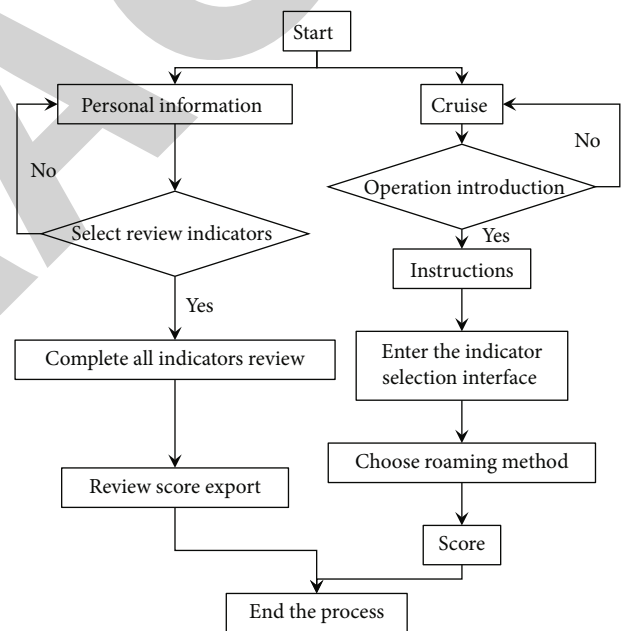 Start
Personal information
Cruise
No
No
Operation introduction
Select review indicators
Yes
Instructions
Yes
Complete all indicators review
Enter the indicator
selection interface
Choose roaming method
Review score export
Score
End the process